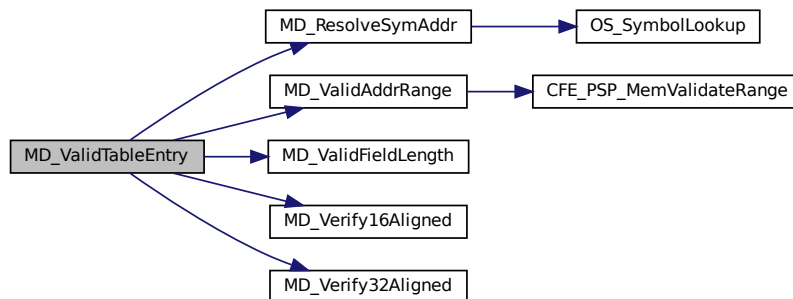 MD_ResolveSymAddr
OS_SymbolLookup
MD_ValidAddrRange
CFE_PSP_MemValidateRange
MD_ValidTableEntry
MD_ValidFieldLength
MD_Verify16Aligned
MD_Verify32Aligned